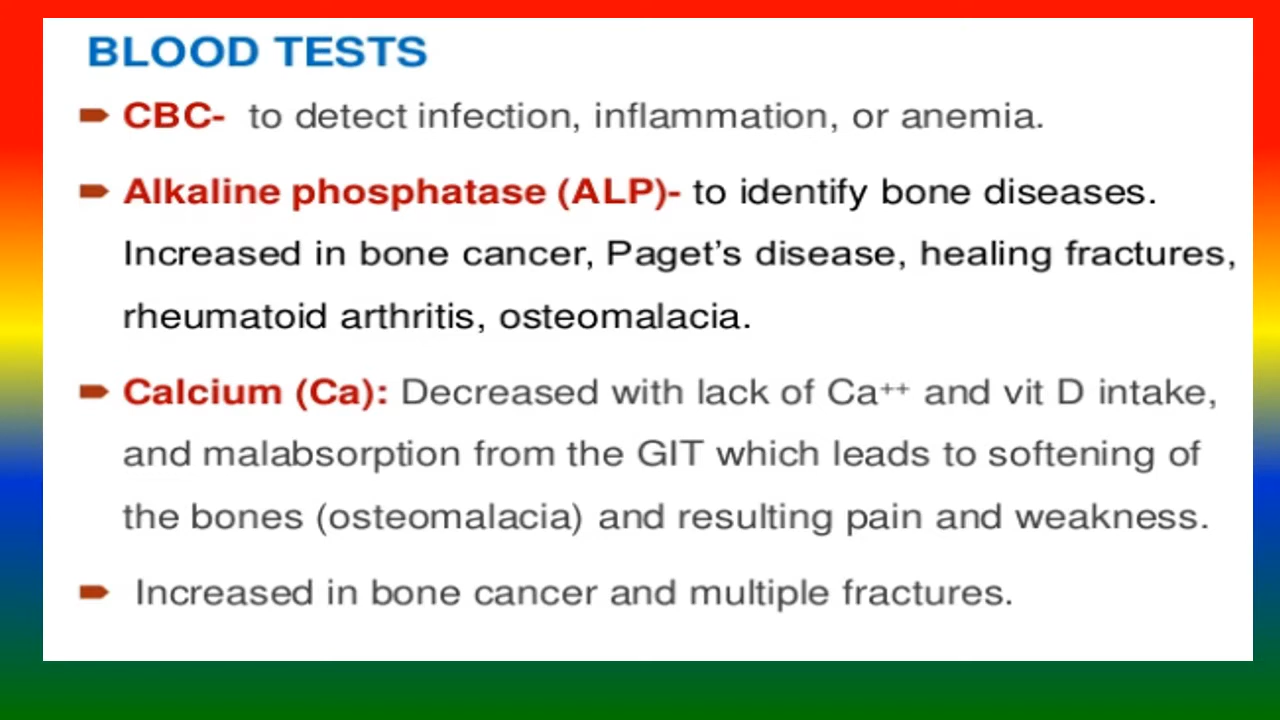 BLOOD TESTS
CBC- to detect infection, inflammation, or anemia.
Alkaline phosphatase (ALP)- to identify bone diseases.
Increased in bone cancer, Paget’s disease, healing fractures,
rheumatoid arthritis, osteomalacia.
Calcium (Ca): Decreased with lack of Ca⁺⁺ and vit D intake,
and malabsorption from the GIT which leads to softening of
the bones (osteomalacia) and resulting pain and weakness.
Increased in bone cancer and multiple fractures.